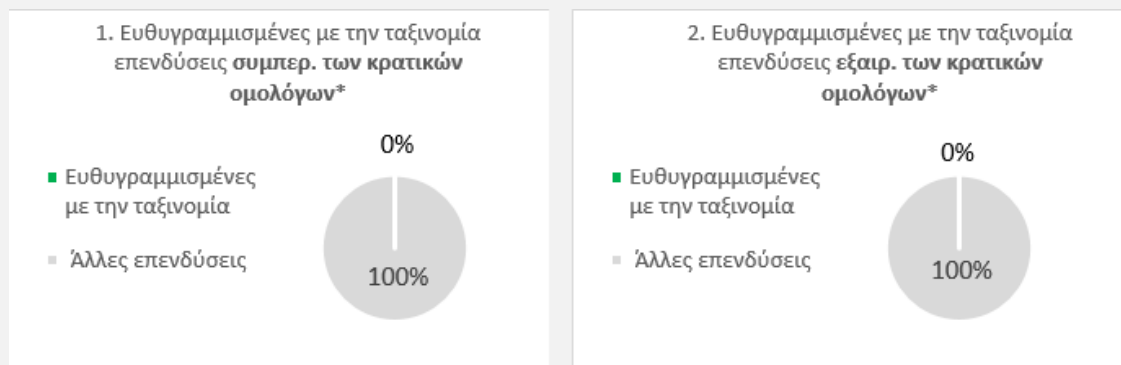 1. Ευθυγραμμισμένες με την ταξινομία
επενδύσεις συμπερ. των κρατικών
ομολόγων*
0%
Ευθυγραμμισμένες
με την ταξινομία
Άλλες επενδύσεις
100%
2. Ευθυγραμμισμένες με την ταξινομία
επενδύσεις εξαιρ. των κρατικών
ομολόγων*
0%
Ευθυγραμμισμένες
με την ταξινομία
Άλλες επενδύσεις
100%